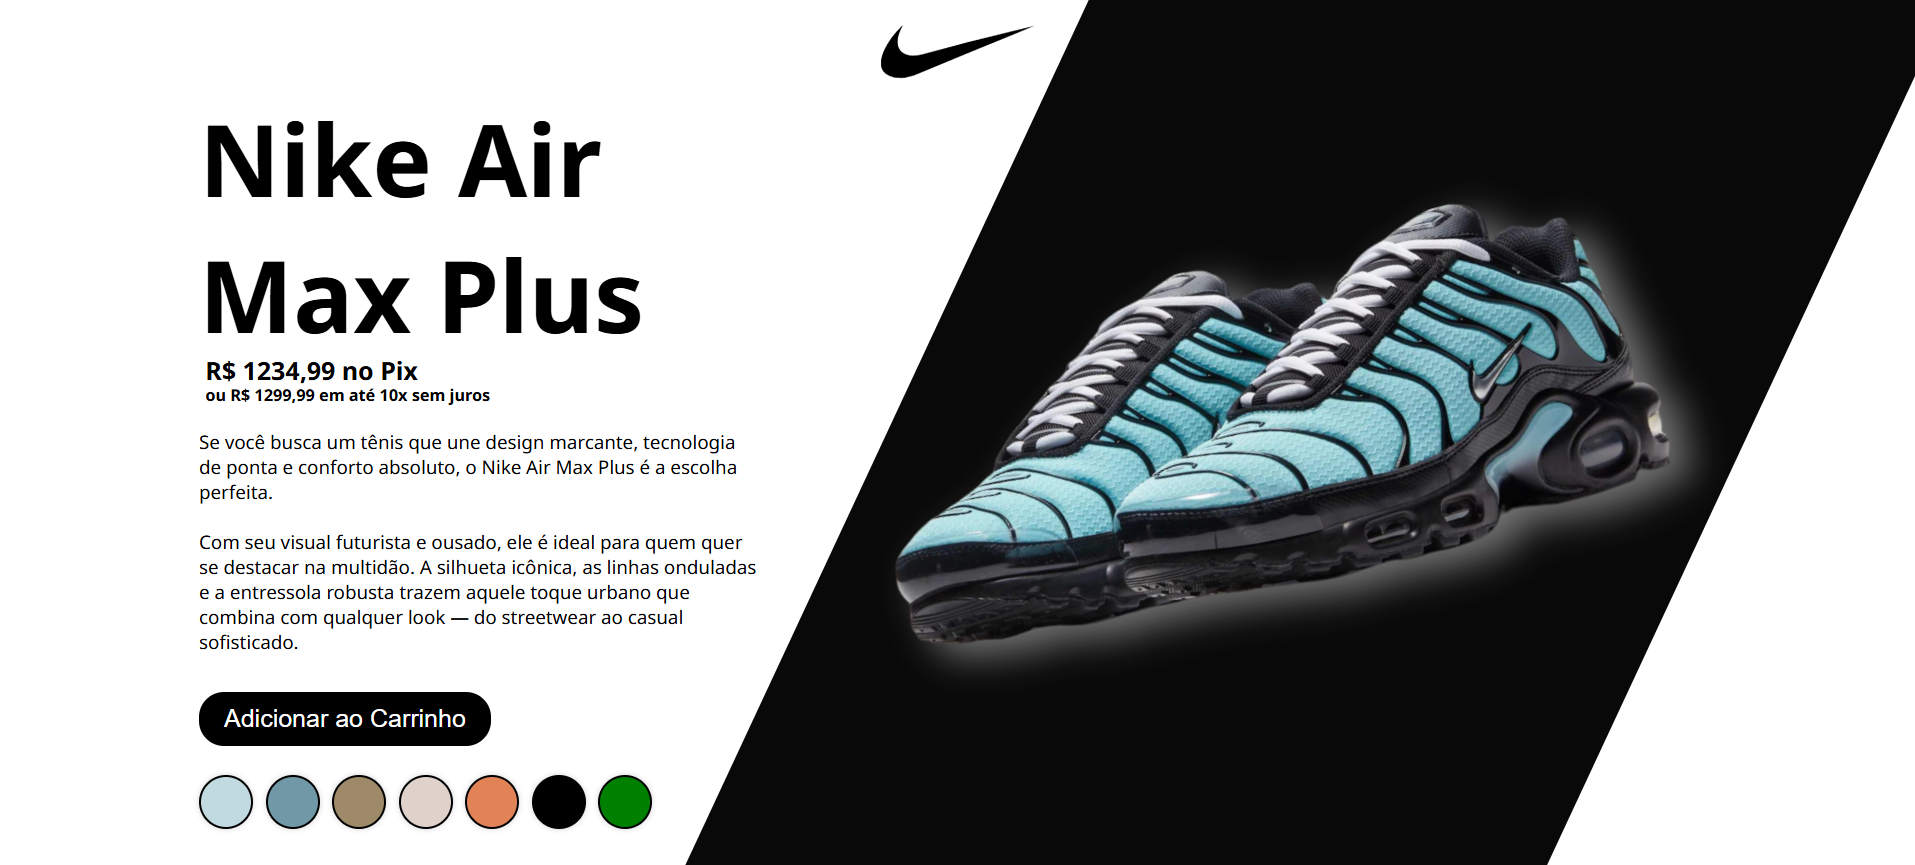 Nike Air
Max Plus
R$ 1234,99 no Pix
ou R$ 1299,99 em até 10x sem juros
Se você busca um tênis que une design marcante, tecnologia
de ponta e conforto absoluto, o Nike Air Max Plus é a escolha
perfeita.
Com seu visual futurista e ousado, ele é ideal para quem quer
se destacar na multidão. A silhueta icônica, as linhas onduladas
e a entressola robusta trazem aquele toque urbano que
combina com qualquer look — do streetwear ao casual
sofisticado.
Adicionar ao Carrinho